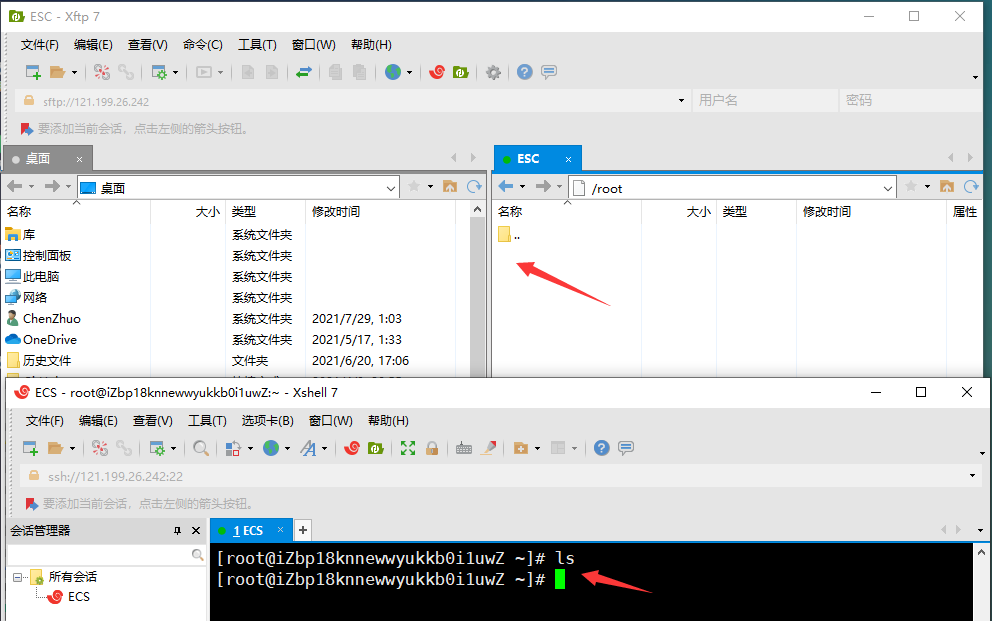 ESC - Xftp 7
文件(F) 编辑(E) 查看(V) 命令(C) 工具(T) 窗口(W) 帮助(H)
sftp://121.199.26.242 用户名 密码
要添加当前会话，点击左侧的箭头按钮。
桌面 × ESC ×
桌面 /root
名称 大小 类型 修改时间 名称 大小 类型 修改时间 属性
库 系统文件夹 ..
控制面板 系统文件夹
此电脑 系统文件夹
网络 系统文件夹
ChenZhuo 系统文件夹 2021/7/29, 1:03
OneDrive 系统文件夹 2021/5/17, 1:33
历史文件 文件夹 2021/6/20, 17:06
ECS - root@iZbp18knnewwyukkb0i1uwZ:~ - Xshell 7
文件(F) 编辑(E) 查看(V) 工具(T) 选项卡(B) 窗口(W) 帮助(H)
ssh://121.199.26.242:22
要添加当前会话，点击左侧的箭头按钮。
会话管理器 1 ECS × +
[root@iZbp18knnewwyukkb0i1uwZ ~]# ls
[root@iZbp18knnewwyukkb0i1uwZ ~]#
所有会话
ECS